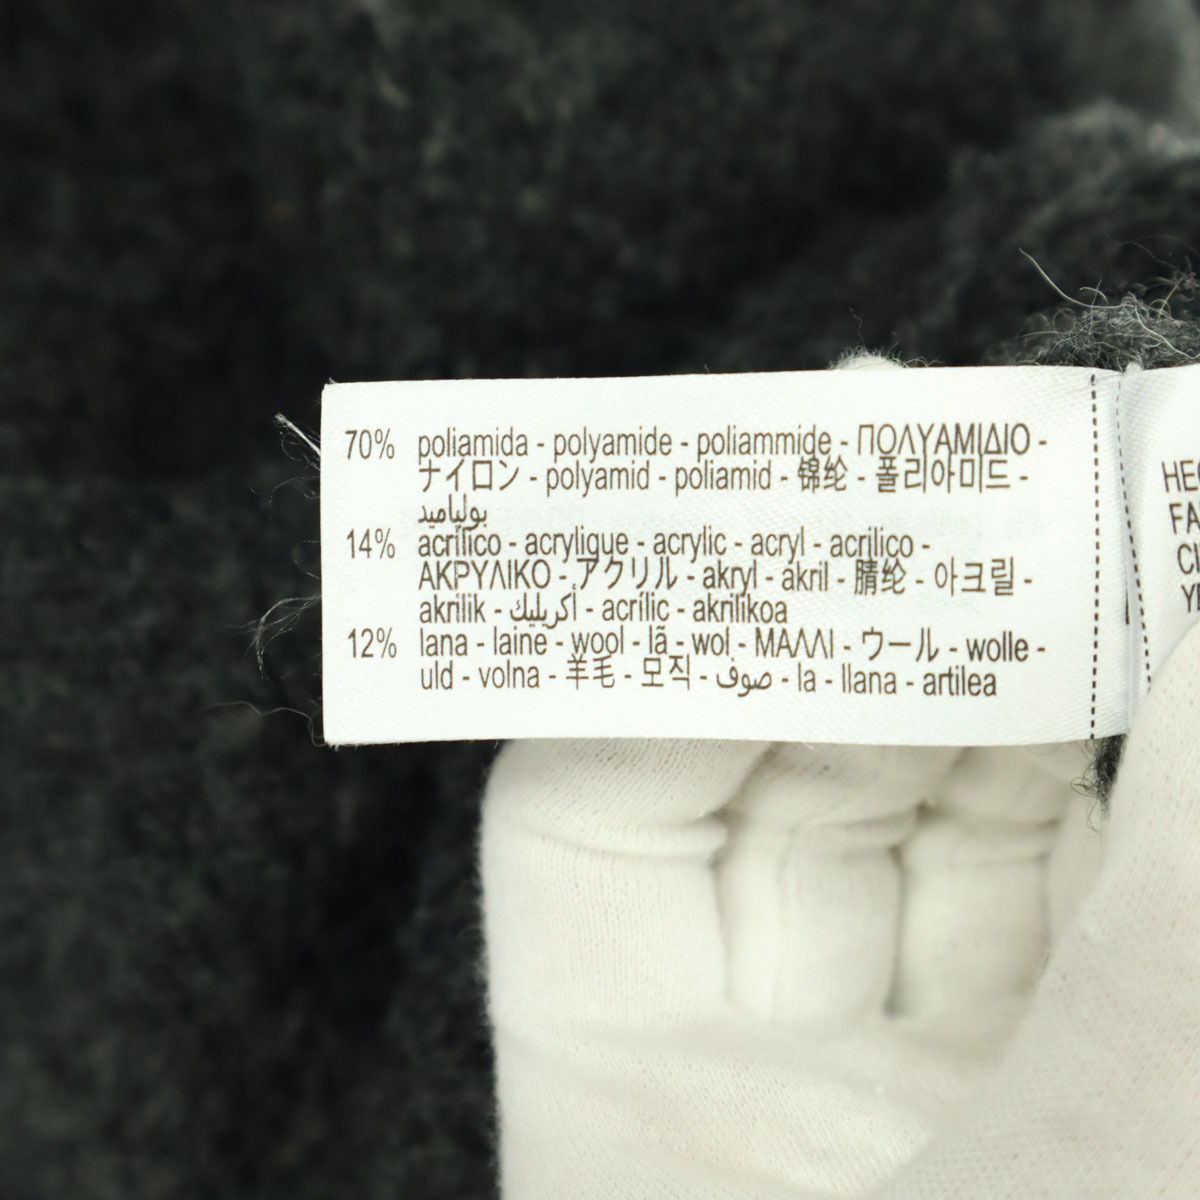 70% poliamida - polyamide - poliammide - ΠΟΛΥΑΜΙΔΙΟ -
ナイロン - polyamid - poliamid - 锦纶 - 폴리아미드 -
بولياميد
14% acrílico - acrylique - acrylic - acryl - acrilico -
ΑΚΡΥΛΙΚΟ - アクリル - akryl - akril - 腈纶 - 아크릴 -
akrilik - أكريليك - acrílic - akrilikoa
12% lana - laine - wool - lã - wol - ΜΑΛΛΙ - ウール - wolle -
uld - volna - 羊毛 - 모직 - صوف - la - llana - artilea